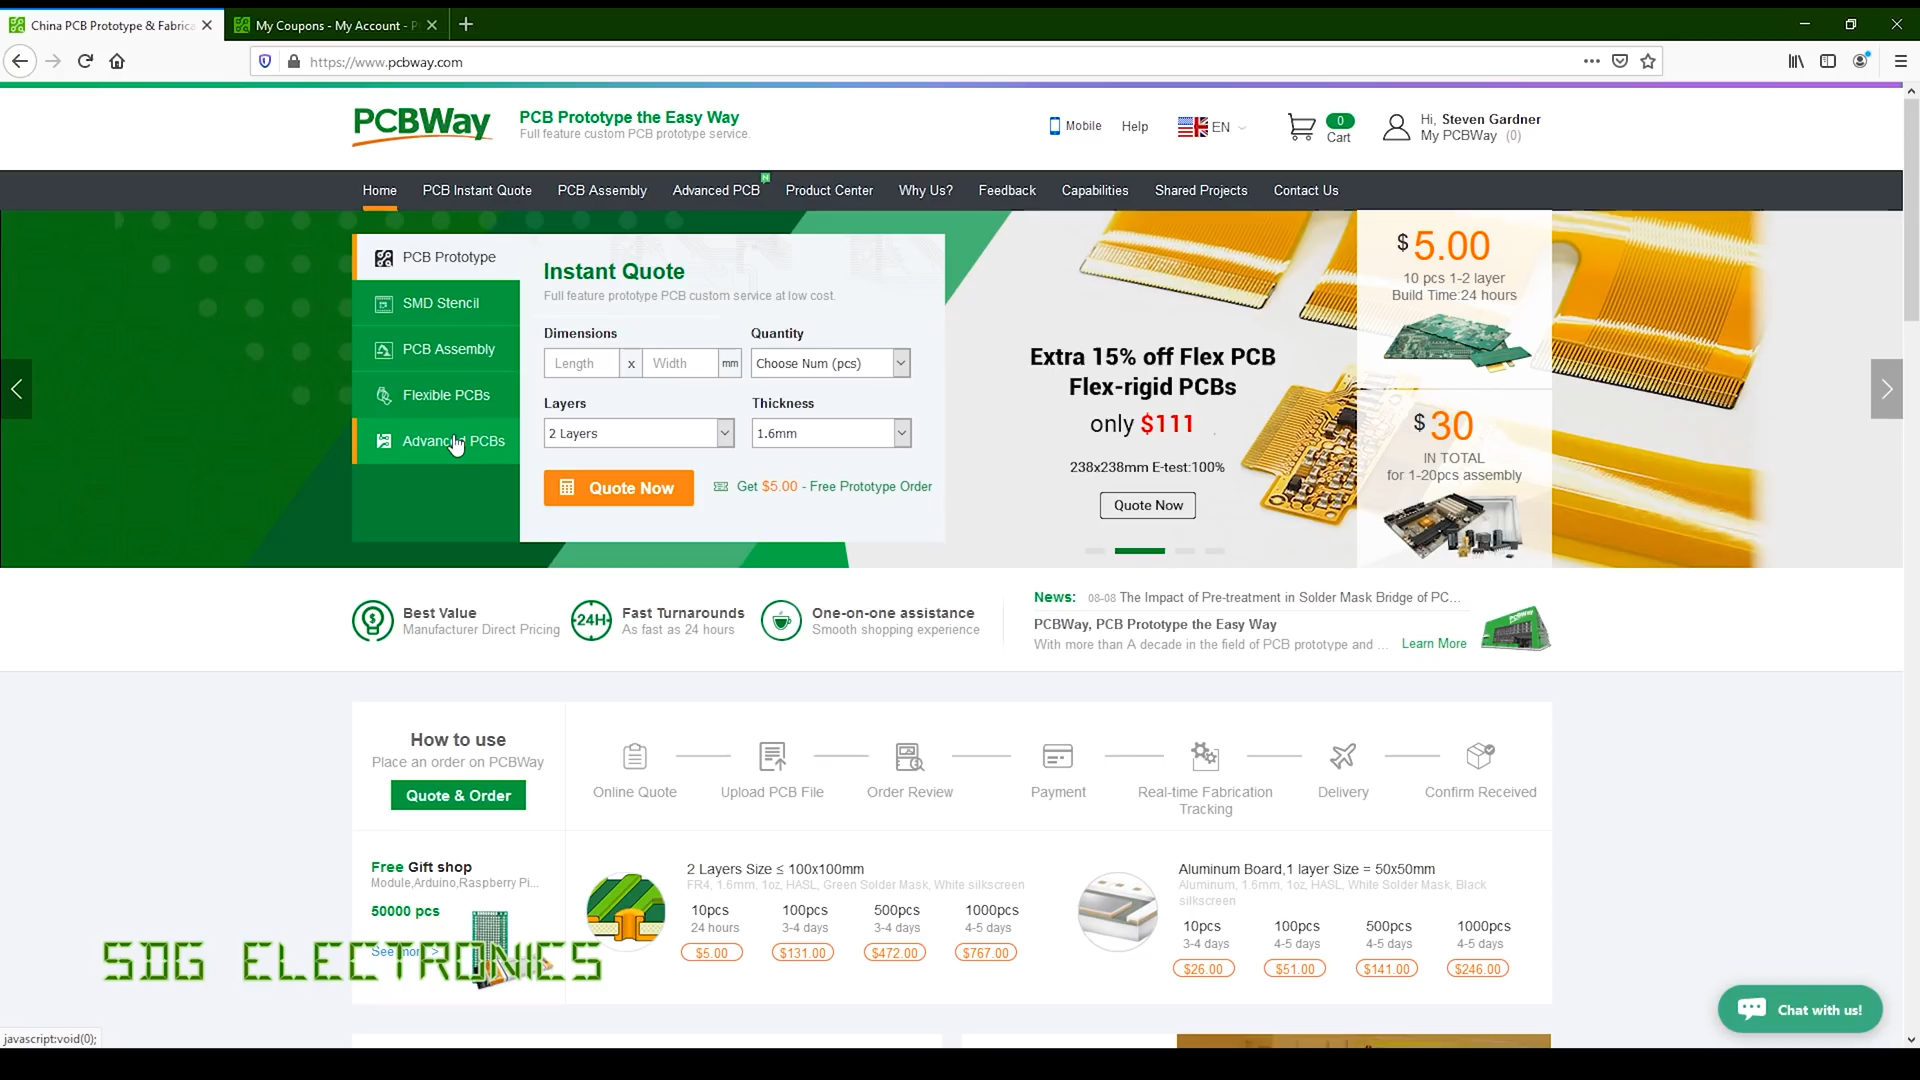 China PCB Prototype & Fabrica
My Coupons - My Account - P
https://www.pcbway.com
PCBWay
PCB Prototype the Easy Way
Full feature custom PCB prototype service.
Mobile
Help
EN
0
Cart
Hi, Steven Gardner
My PCBWay (0)
Home
PCB Instant Quote
PCB Assembly
Advanced PCB
N
Product Center
Why Us?
Feedback
Capabilities
Shared Projects
Contact Us
PCB Prototype
SMD Stencil
PCB Assembly
Flexible PCBs
Advanced PCBs
Instant Quote
Full feature prototype PCB custom service at low cost.
Dimensions
Quantity
Length x Width mm
Choose Num (pcs)
Layers
Thickness
2 Layers
1.6mm
Quote Now
Get $5.00 - Free Prototype Order
Extra 15% off Flex PCB
Flex-rigid PCBs
only $111
238x238mm E-test:100%
Quote Now
$ 5.00
10 pcs 1-2 layer
Build Time:24 hours
$ 30
IN TOTAL
for 1-20pcs assembly
Best Value
Manufacturer Direct Pricing
24H
Fast Turnarounds
As fast as 24 hours
One-on-one assistance
Smooth shopping experience
News: 08-08 The Impact of Pre-treatment in Solder Mask Bridge of PC...
PCBWay, PCB Prototype the Easy Way
With more than A decade in the field of PCB prototype and ... Learn More
How to use
Place an order on PCBWay
Quote & Order
Online Quote
Upload PCB File
Order Review
Payment
Real-time Fabrication
Tracking
Delivery
Confirm Received
Free Gift shop
Module,Arduino,Raspberry Pi...
50000 pcs
See more >
2 Layers Size ≤ 100x100mm
FR4, 1.6mm, 1oz, HASL, Green Solder Mask, White silkscreen
10pcs 100pcs 500pcs 1000pcs
24 hours 3-4 days 3-4 days 4-5 days
$5.00 $131.00 $472.00 $767.00
Aluminum Board,1 layer Size = 50x50mm
Aluminum, 1.6mm, 1oz, HASL, White Solder Mask, Black
silkscreen
10pcs 100pcs 500pcs 1000pcs
3-4 days 4-5 days 4-5 days 4-5 days
$26.00 $51.00 $141.00 $246.00
SDG ELECTRONICS
Chat with us!
javascript:void(0);